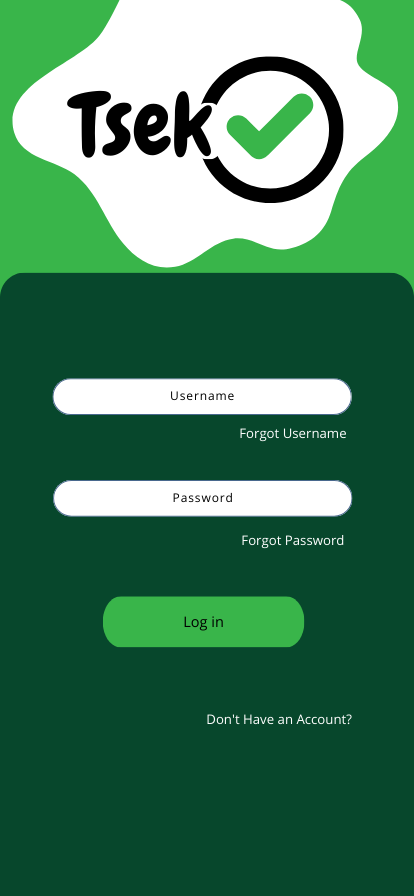 Tsek
Username
Forgot Username
Password
Forgot Password
Log in
Don't Have an Account?